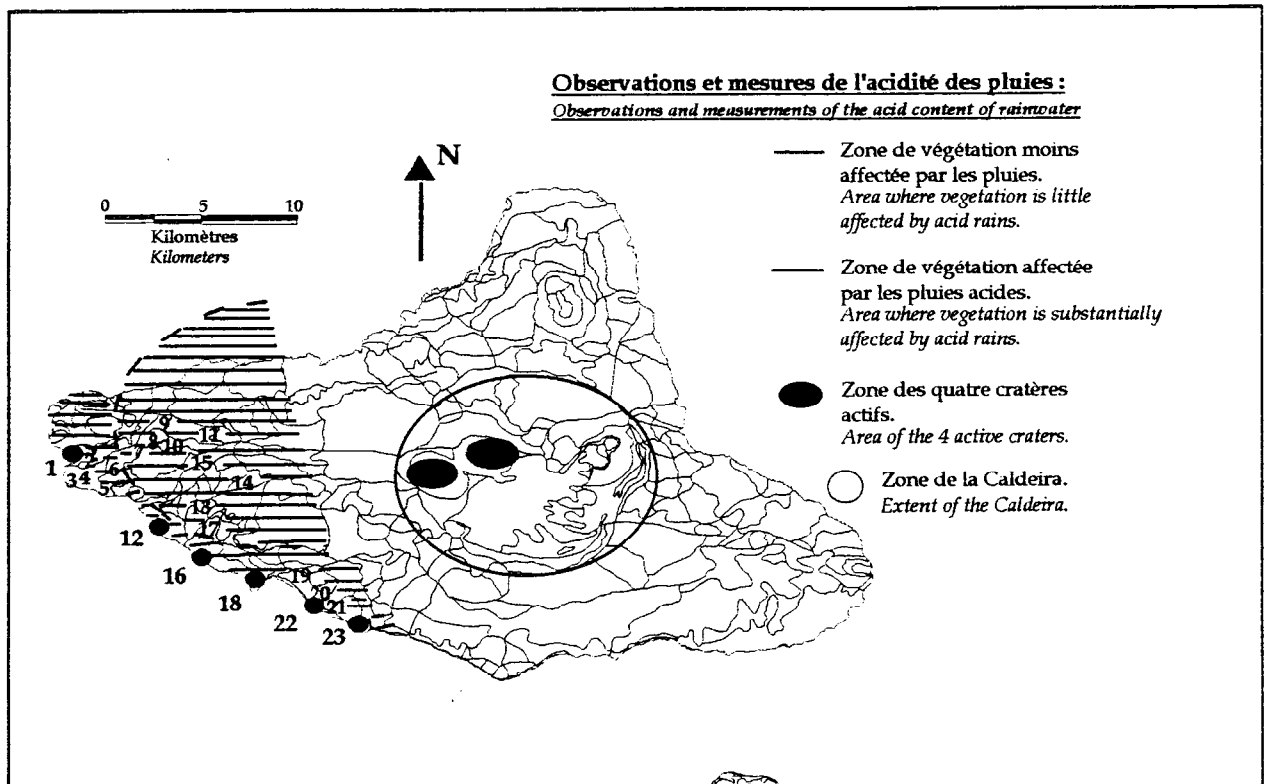 Observations et mesures de l'acidité des pluies :
Observations and measurements of the acid content of rainwater
N
0 5 10
Kilomètres
Kilometers
Zone de végétation moins
affectée par les pluies.
Area where vegetation is little
affected by acid rains.
Zone de végétation affectée
par les pluies acides.
Area where vegetation is substantially
affected by acid rains.
Zone des quatre cratères
actifs.
Area of the 4 active craters.
Zone de la Caldeira.
Extent of the Caldeira.
9
8 10 11
1 2
3 4 6 15
5 14
13
12 17
16 19
18 20
22 21
23